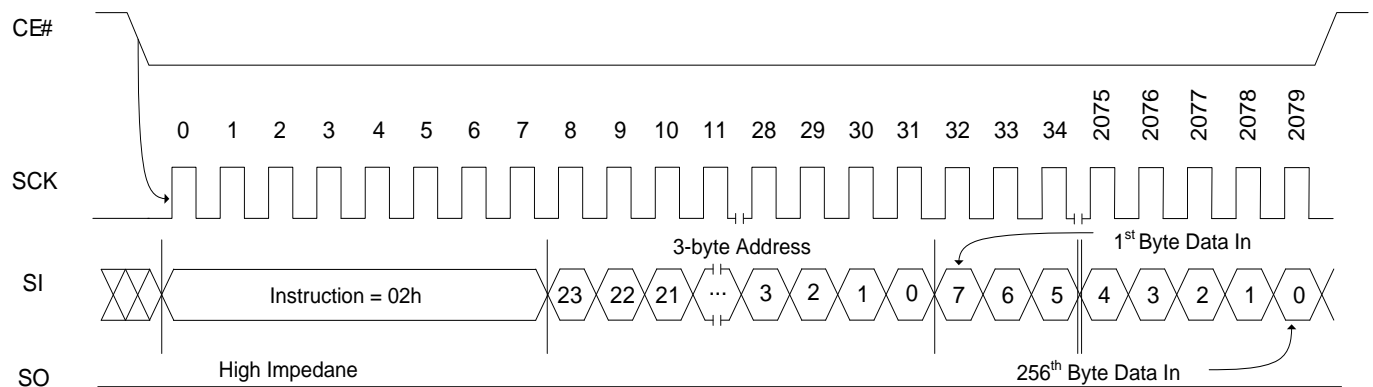 CE#
0 1 2 3 4 5 6 7 8 9 10 11 28 29 30 31 32 33 34 2075 2076 2077 2078 2079
SCK
3-byte Address
1st Byte Data In
SI
Instruction = 02h
23 22 21 ... 3 2 1 0 7 6 5 4 3 2 1 0
High Impedane
256th Byte Data In
SO